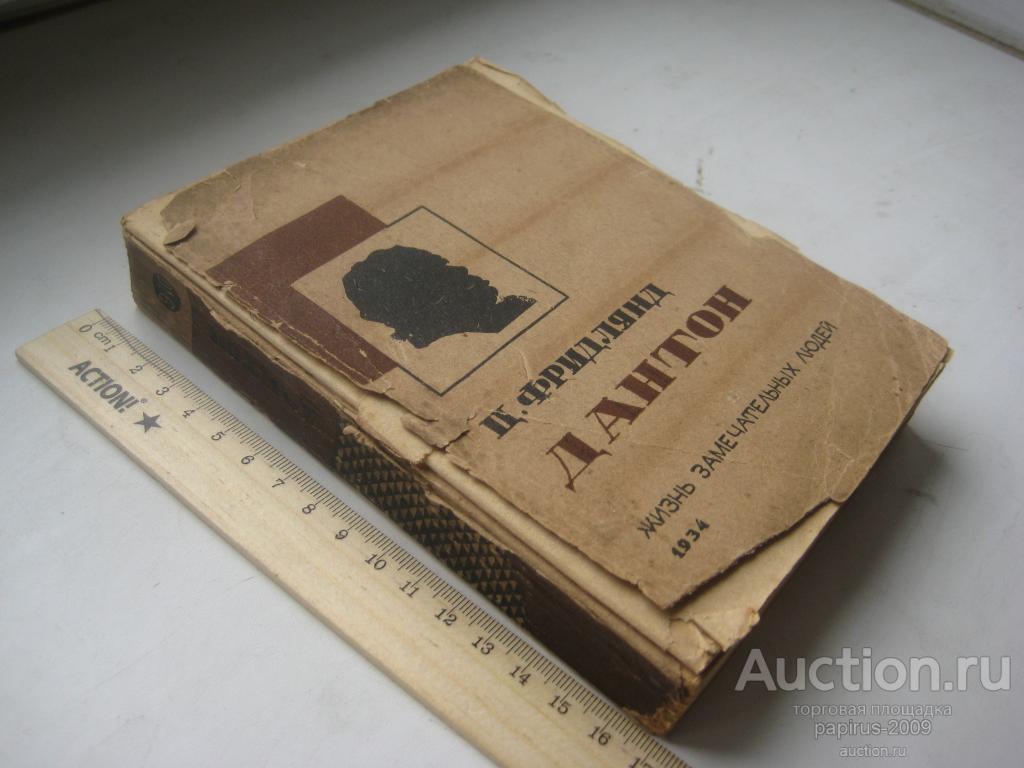 Ц. ФРИДЛЯНД
ДАНТОН
ЖИЗНЬ ЗАМЕЧАТЕЛЬНЫХ ЛЮДЕЙ
1934
0 cm 1 2 3 4 5 6 7 8 9 10 11 12 13 14 15 16 17
ACTION!®
Auction.ru
торговая площадка
papirus-2009
auction.ru